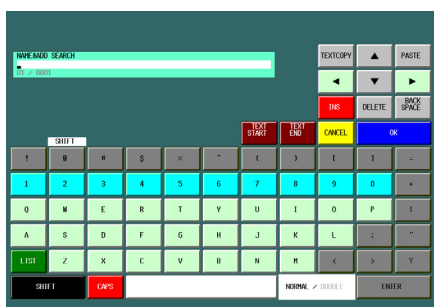 NAME&ADD SEARCH
01 / 0001
TEXTCOPY ▲ PASTE
◄ ▼ ►
INS DELETE BACK SPACE
TEXT START TEXT END CANCEL OK
SHIFT
! @ # $ % ^ ( ) [ ] =
1 2 3 4 5 6 7 8 9 0 +
Q W E R T Y U I O P
A S D F G H J K L ; "
LIST Z X C V B N M < > ?
SHIFT CAPS NORMAL / DOUBLE ENTER